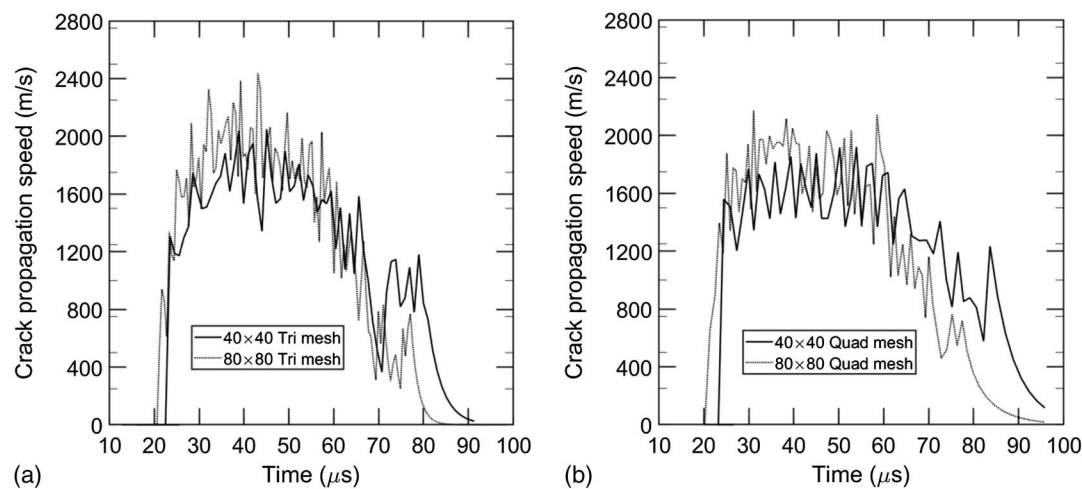 2800
2400
2000
1600
1200
800
400
0
Crack propagation speed (m/s)
40×40 Tri mesh
80×80 Tri mesh
10 20 30 40 50 60 70 80 90 100
Time (μs)
(a)
2800
2400
2000
1600
1200
800
400
0
Crack propagation speed (m/s)
40×40 Quad mesh
80×80 Quad mesh
10 20 30 40 50 60 70 80 90 100
Time (μs)
(b)